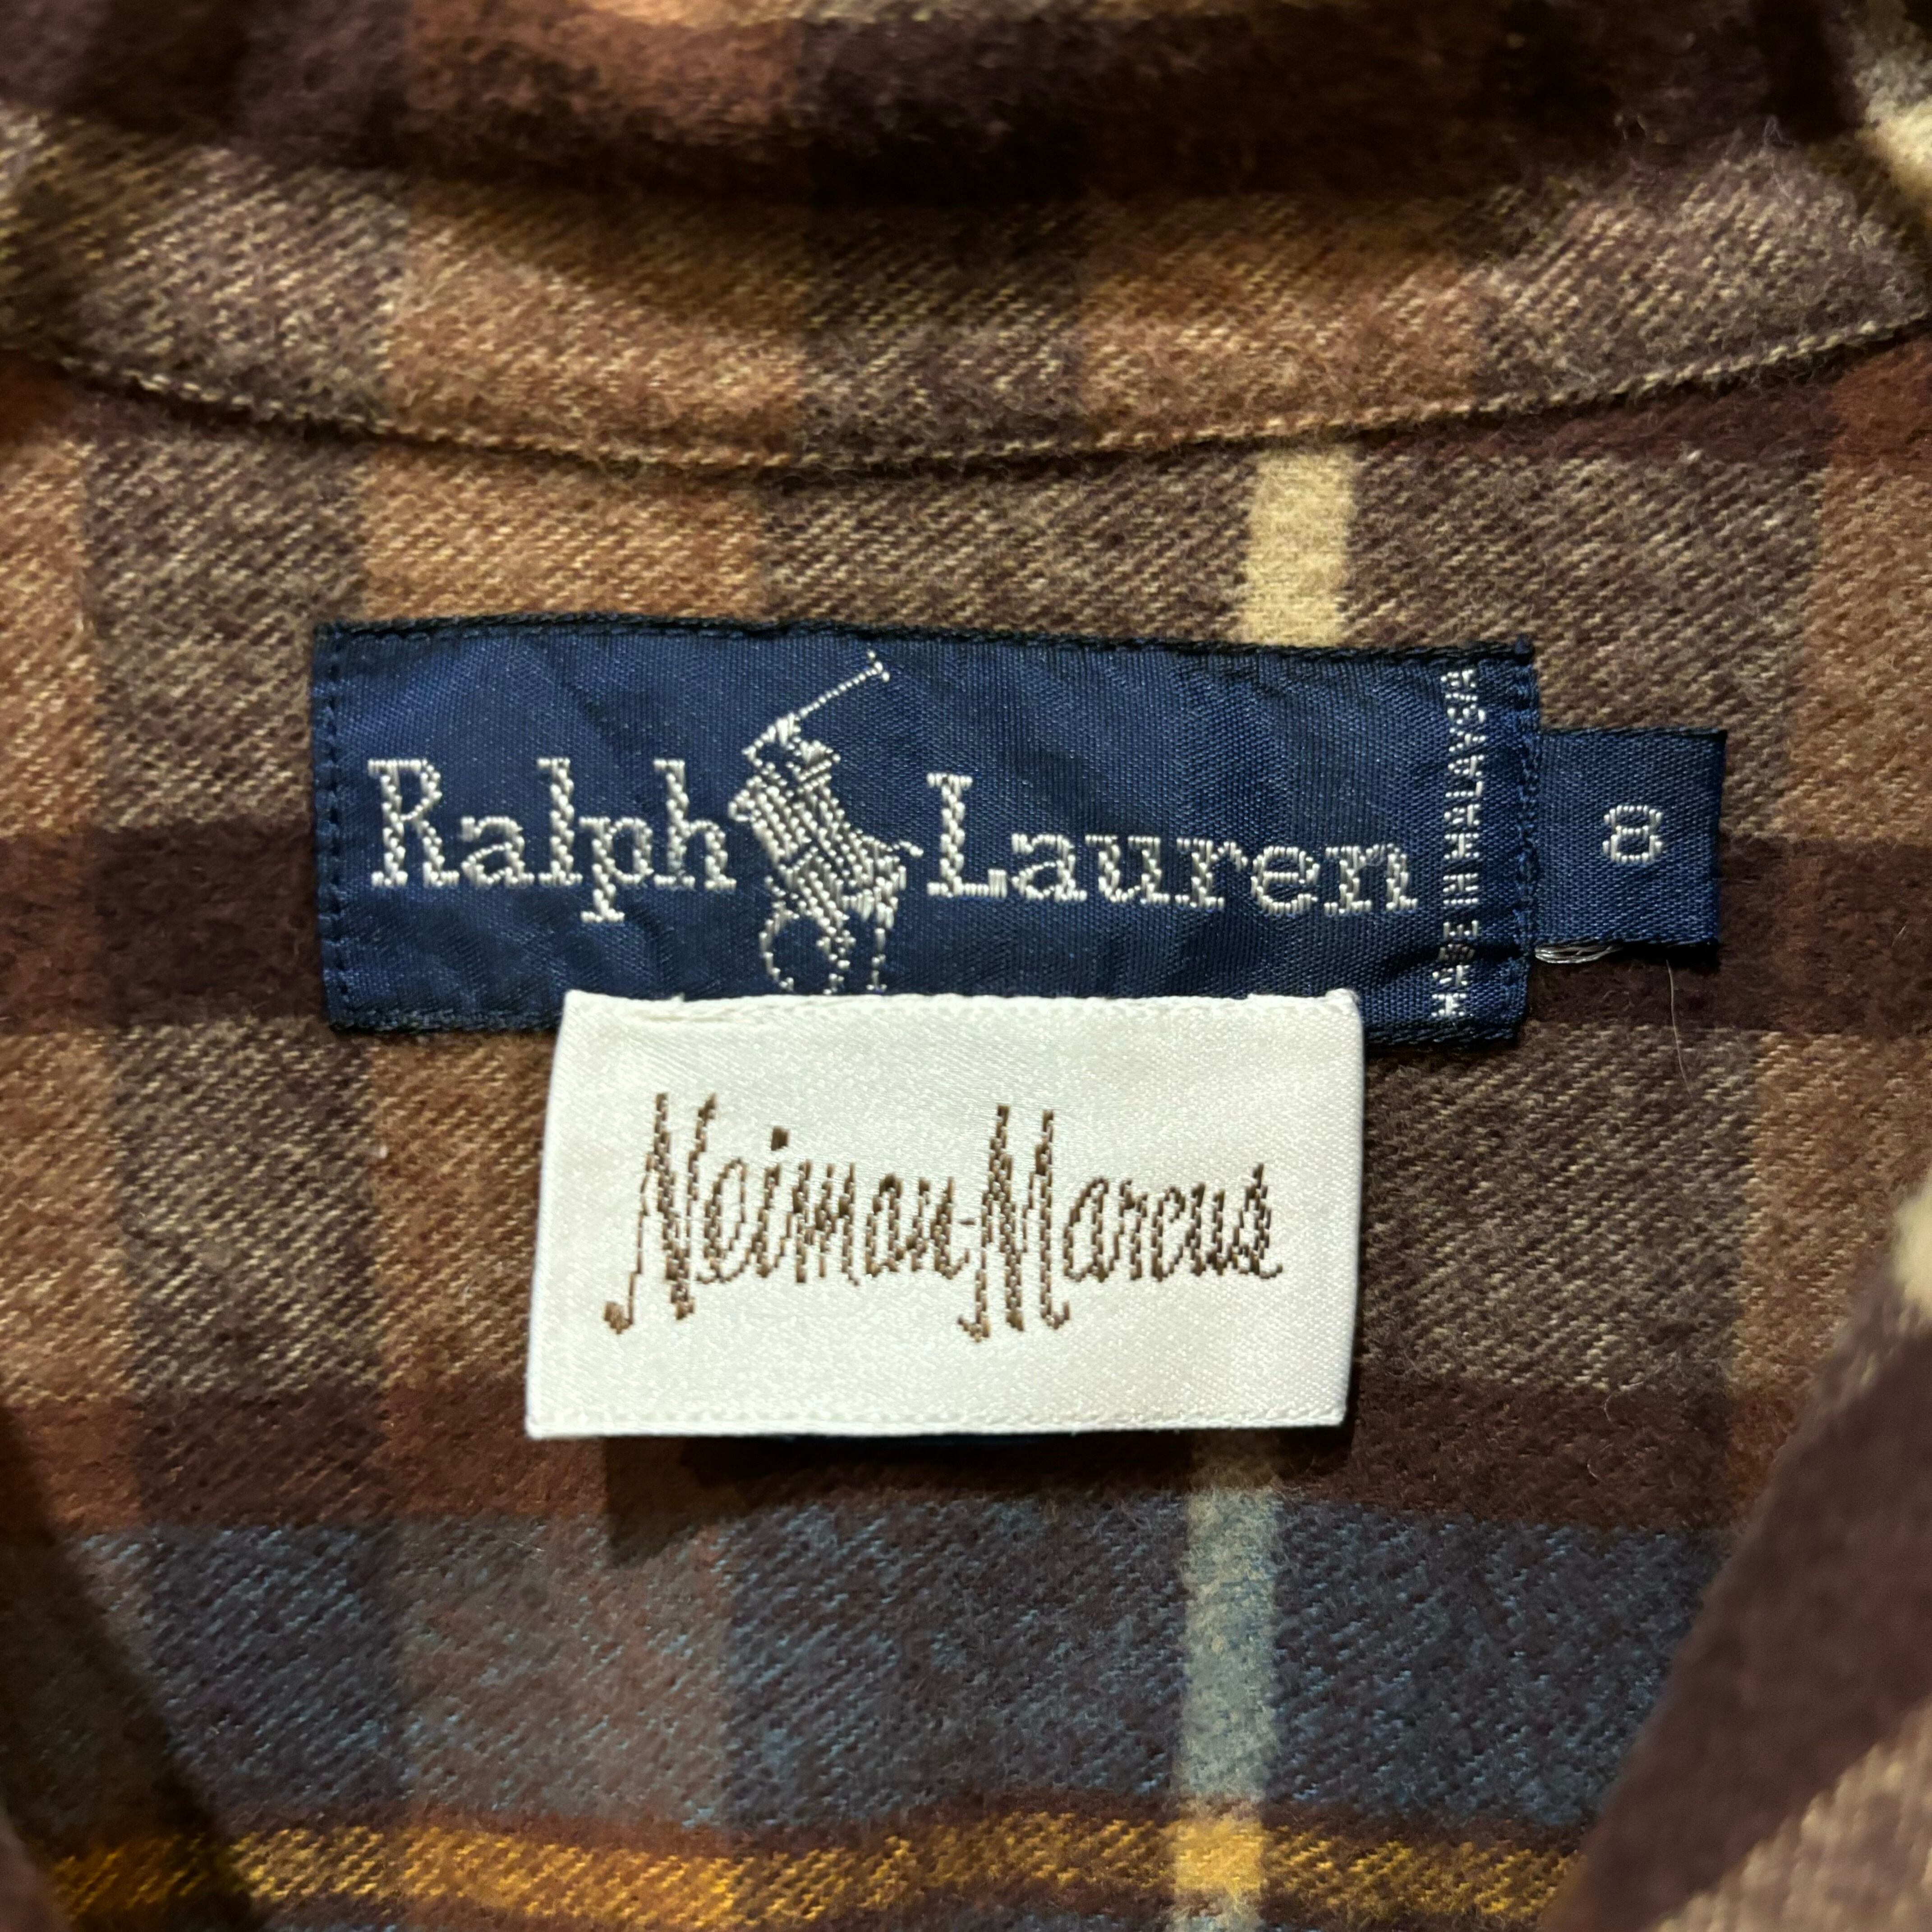 Ralph Lauren
MADE IN MALAYSIA
8
Neiman-Marcus